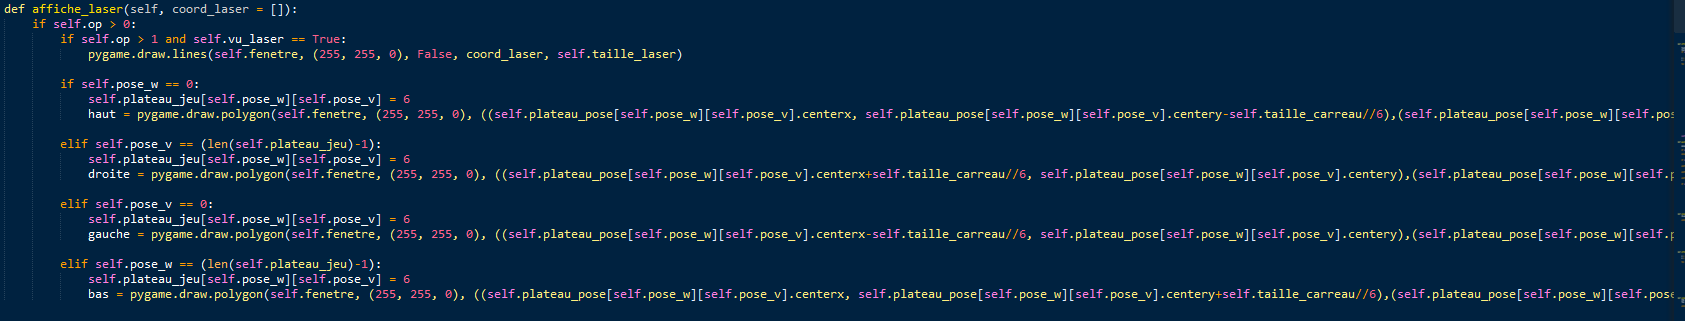 def affiche_laser(self, coord_laser = []):
if self.op > 0:
if self.op > 1 and self.vu_laser == True:
pygame.draw.lines(self.fenetre, (255, 255, 0), False, coord_laser, self.taille_laser)
if self.pose_w == 0:
self.plateau_jeu[self.pose_w][self.pose_v] = 6
haut = pygame.draw.polygon(self.fenetre, (255, 255, 0), ((self.plateau_pose[self.pose_w][self.pose_v].centerx, self.plateau_pose[self.pose_w][self.pose_v].centery-self.taille_carreau//6),(self.plateau_pose[self.pose_w][self.pos
elif self.pose_v == (len(self.plateau_jeu)-1):
self.plateau_jeu[self.pose_w][self.pose_v] = 6
droite = pygame.draw.polygon(self.fenetre, (255, 255, 0), ((self.plateau_pose[self.pose_w][self.pose_v].centerx+self.taille_carreau//6, self.plateau_pose[self.pose_w][self.pose_v].centery),(self.plateau_pose[self.pose_w][self.p
elif self.pose_v == 0:
self.plateau_jeu[self.pose_w][self.pose_v] = 6
gauche = pygame.draw.polygon(self.fenetre, (255, 255, 0), ((self.plateau_pose[self.pose_w][self.pose_v].centerx-self.taille_carreau//6, self.plateau_pose[self.pose_w][self.pose_v].centery),(self.plateau_pose[self.pose_w][self.p
elif self.pose_w == (len(self.plateau_jeu)-1):
self.plateau_jeu[self.pose_w][self.pose_v] = 6
bas = pygame.draw.polygon(self.fenetre, (255, 255, 0), ((self.plateau_pose[self.pose_w][self.pose_v].centerx, self.plateau_pose[self.pose_w][self.pose_v].centery+self.taille_carreau//6),(self.plateau_pose[self.pose_w][self.pose